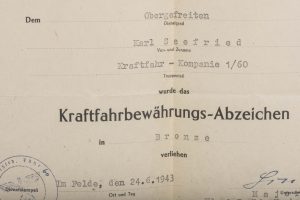 Dem Obergefreiten
Dienstgrad
Karl Seefried
Vor- und Zuname
Kraftfahr - Kompanie 1/60
Truppenteil
wurde das
Kraftfahrbewährungs-Abzeichen
in Bronze
verliehen
Im Felde, den 24.6.1943
Ort und Tag
Dienststempel